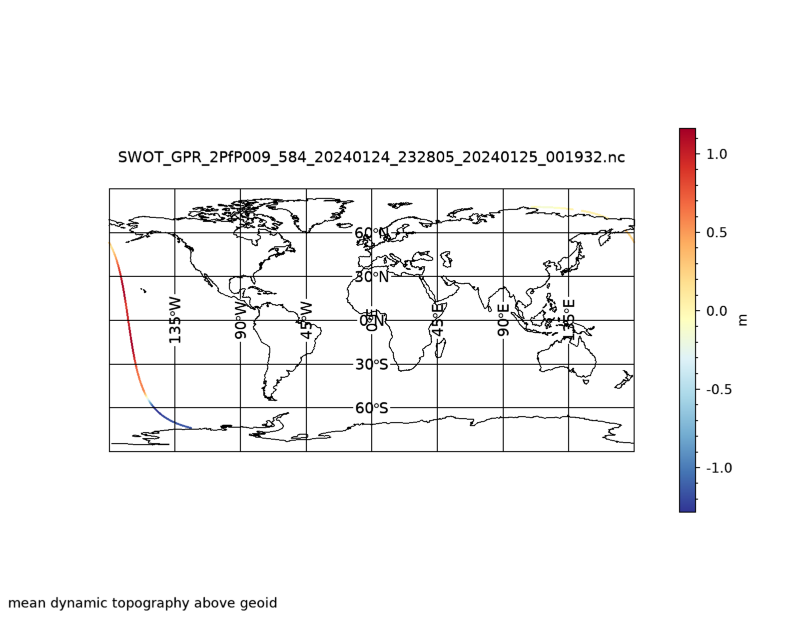 SWOT_GPR_2PfP009_584_20240124_232805_20240125_001932.nc
60°N
30°N
135°W
90°W
45°W
0°E
0°N
45°E
90°E
135°E
30°S
60°S
1.0
0.5
0.0
-0.5
-1.0
m
mean dynamic topography above geoid